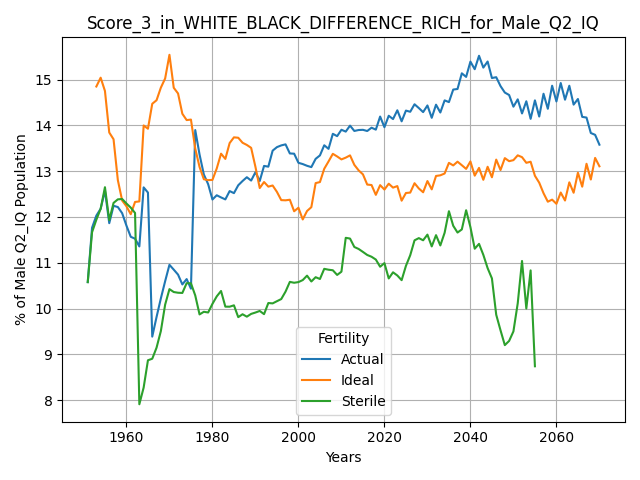 Score_3_in_WHITE_BLACK_DIFFERENCE_RICH_for_Male_Q2_IQ
% of Male Q2_IQ Population
15
14
13
12
11
10
9
8
Fertility
Actual
Ideal
Sterile
1960 1980 2000 2020 2040 2060
Years